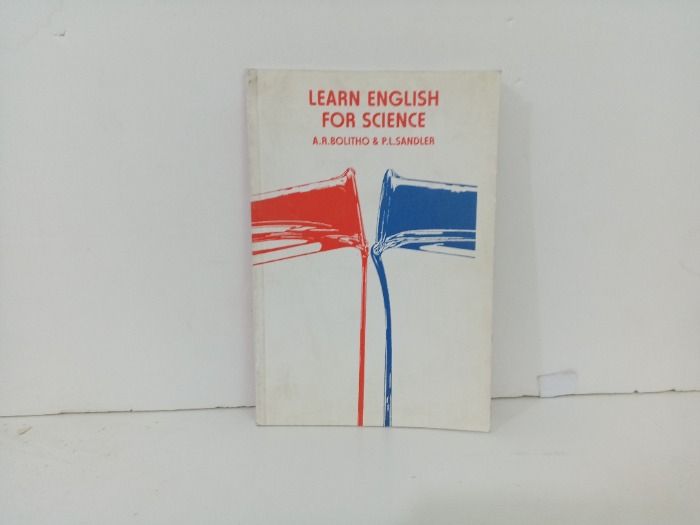 LEARN ENGLISH
FOR SCIENCE
A.R.BOLITHO & P.L.SANDLER